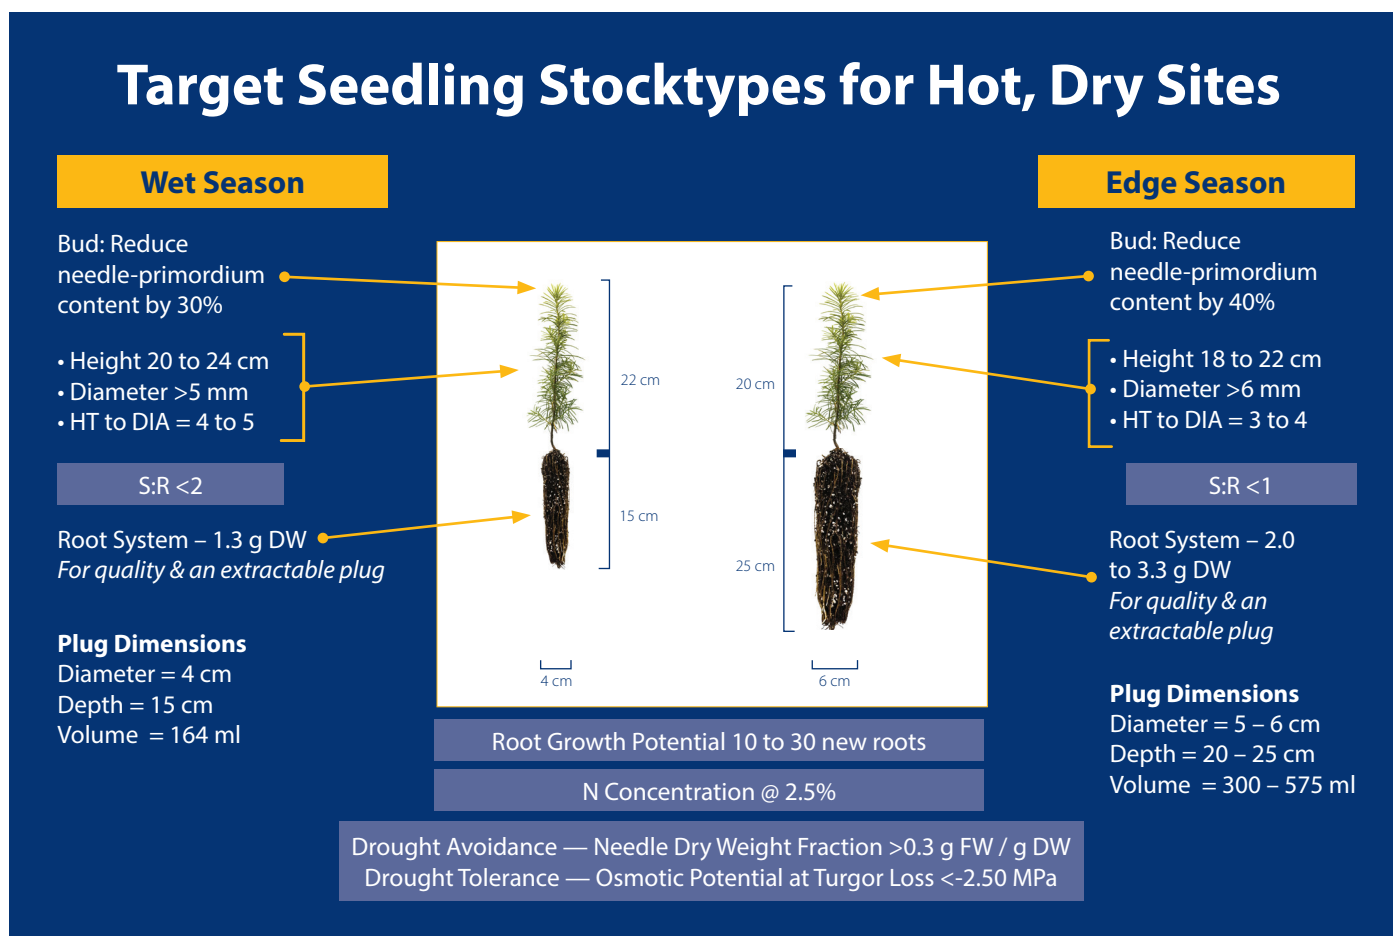 Target Seedling Stocktypes for Hot, Dry Sites
Wet Season
Bud: Reduce
needle-primordium
content by 30%
• Height 20 to 24 cm
• Diameter >5 mm
• HT to DIA = 4 to 5
S:R <2
Root System – 1.3 g DW
For quality & an extractable plug
Plug Dimensions
Diameter = 4 cm
Depth = 15 cm
Volume = 164 ml
22 cm
15 cm
4 cm
20 cm
25 cm
6 cm
Edge Season
Bud: Reduce
needle-primordium
content by 40%
• Height 18 to 22 cm
• Diameter >6 mm
• HT to DIA = 3 to 4
S:R <1
Root System – 2.0
to 3.3 g DW
For quality & an
extractable plug
Plug Dimensions
Diameter = 5 – 6 cm
Depth = 20 – 25 cm
Volume = 300 – 575 ml
Root Growth Potential 10 to 30 new roots
N Concentration @ 2.5%
Drought Avoidance — Needle Dry Weight Fraction >0.3 g FW / g DW
Drought Tolerance — Osmotic Potential at Turgor Loss <-2.50 MPa